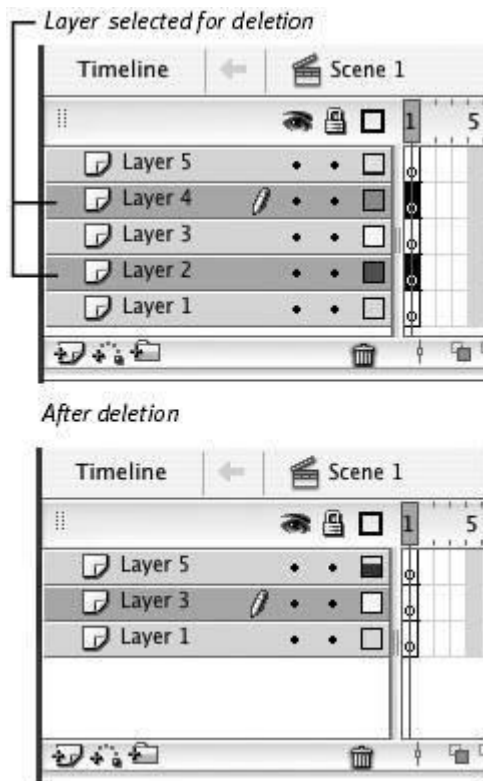 Layer selected for deletion
Timeline Scene 1
1 5
Layer 5
Layer 4
Layer 3
Layer 2
Layer 1
After deletion
Timeline Scene 1
1 5
Layer 5
Layer 3
Layer 1